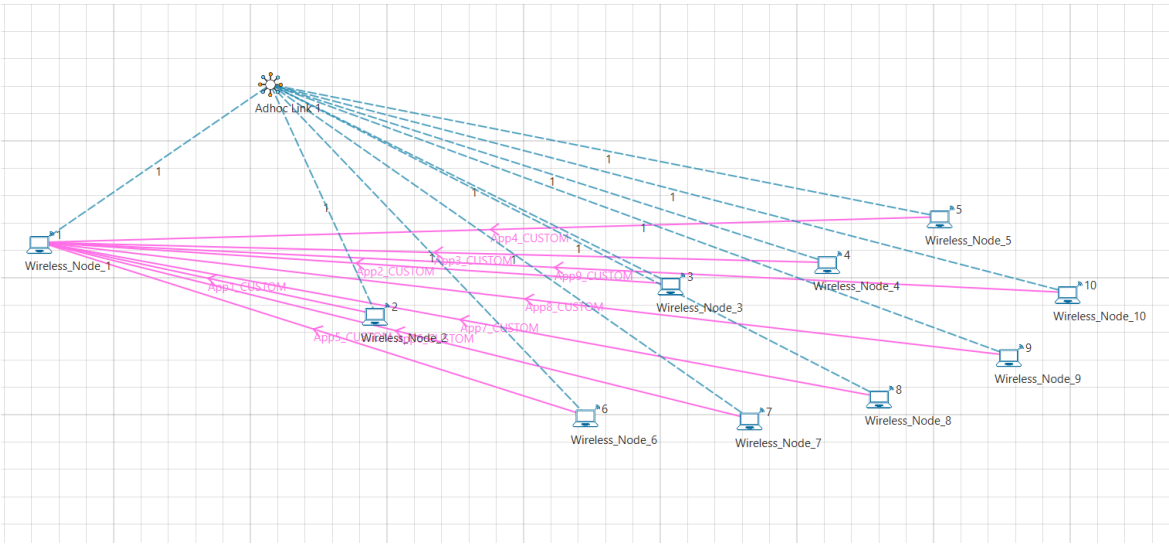 Adhoc Link 1
1
1
1
1
1
1
5
App4_CUSTOM
1
1
Wireless_Node_5
Wireless_Node_1
1
App3_CUSTOM
1
1
4
App2_CUSTOM
App9_CUSTOM
3
Wireless_Node_4
10
App1_CUSTOM
App8_CUSTOM
2
Wireless_Node_3
Wireless_Node_10
App7_CUSTOM
App5_CUSTOM
Wireless_Node_2
9
Wireless_Node_9
8
6
7
Wireless_Node_8
Wireless_Node_6
Wireless_Node_7